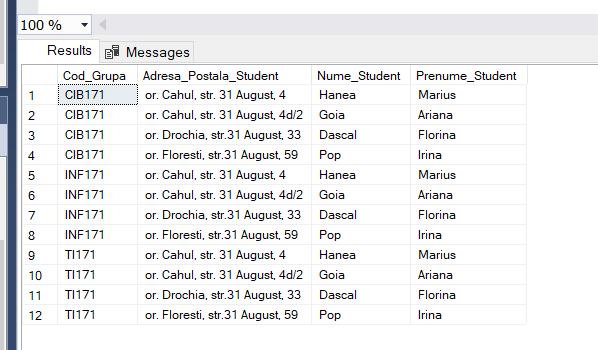 100 %
Results Messages
Cod_Grupa Adresa_Postala_Student Nume_Student Prenume_Student
1 CIB171 or. Cahul, str. 31 August, 4 Hanea Marius
2 CIB171 or. Cahul, str. 31 August, 4d/2 Goia Ariana
3 CIB171 or. Drochia, str.31 August, 33 Dascal Florina
4 CIB171 or. Floresti, str.31 August, 59 Pop Irina
5 INF171 or. Cahul, str. 31 August, 4 Hanea Marius
6 INF171 or. Cahul, str. 31 August, 4d/2 Goia Ariana
7 INF171 or. Drochia, str.31 August, 33 Dascal Florina
8 INF171 or. Floresti, str.31 August, 59 Pop Irina
9 TI171 or. Cahul, str. 31 August, 4 Hanea Marius
10 TI171 or. Cahul, str. 31 August, 4d/2 Goia Ariana
11 TI171 or. Drochia, str.31 August, 33 Dascal Florina
12 TI171 or. Floresti, str.31 August, 59 Pop Irina